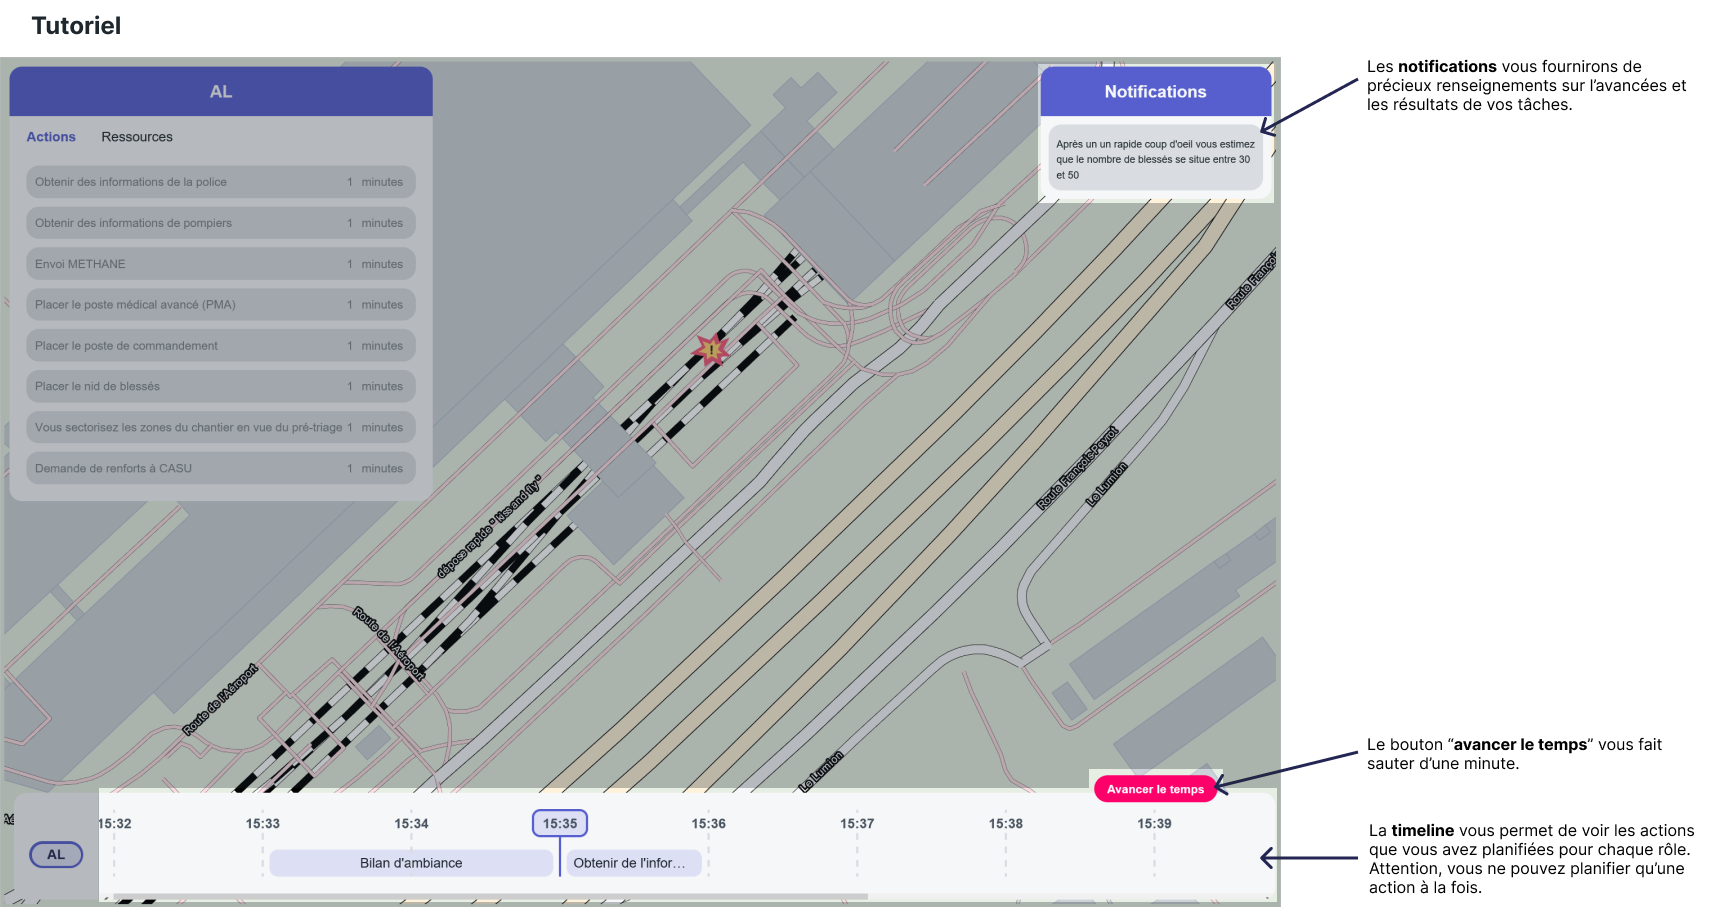 Tutoriel
AL
Actions Ressources
Obtenir des informations de la police 1 minutes
Obtenir des informations de pompiers 1 minutes
Envoi METHANE 1 minutes
Placer le poste médical avancé (PMA) 1 minutes
Placer le poste de commandement 1 minutes
Placer le nid de blessés 1 minutes
Vous sectorisez les zones du chantier en vue du pré-triage 1 minutes
Demande de renforts à CASU 1 minutes
Notifications
Après un un rapide coup d'oeil vous estimez
que le nombre de blessés se situe entre 30
et 50
Les notifications vous fournirons de
précieux renseignements sur l’avancées et
les résultats de vos tâches.
Route François
Route François-Peyrot
Le Lumion
dépose rapide " kiss and fly "
Route de l'Aéroport
Route de l'Aéroport
Le Lumion
Le bouton “avancer le temps” vous fait
sauter d’une minute.
Avancer le temps
15:32 15:33 15:34 15:35 15:36 15:37 15:38 15:39
AL
Bilan d'ambiance Obtenir de l'infor…
La timeline vous permet de voir les actions
que vous avez planifiées pour chaque rôle.
Attention, vous ne pouvez planifier qu’une
action à la fois.